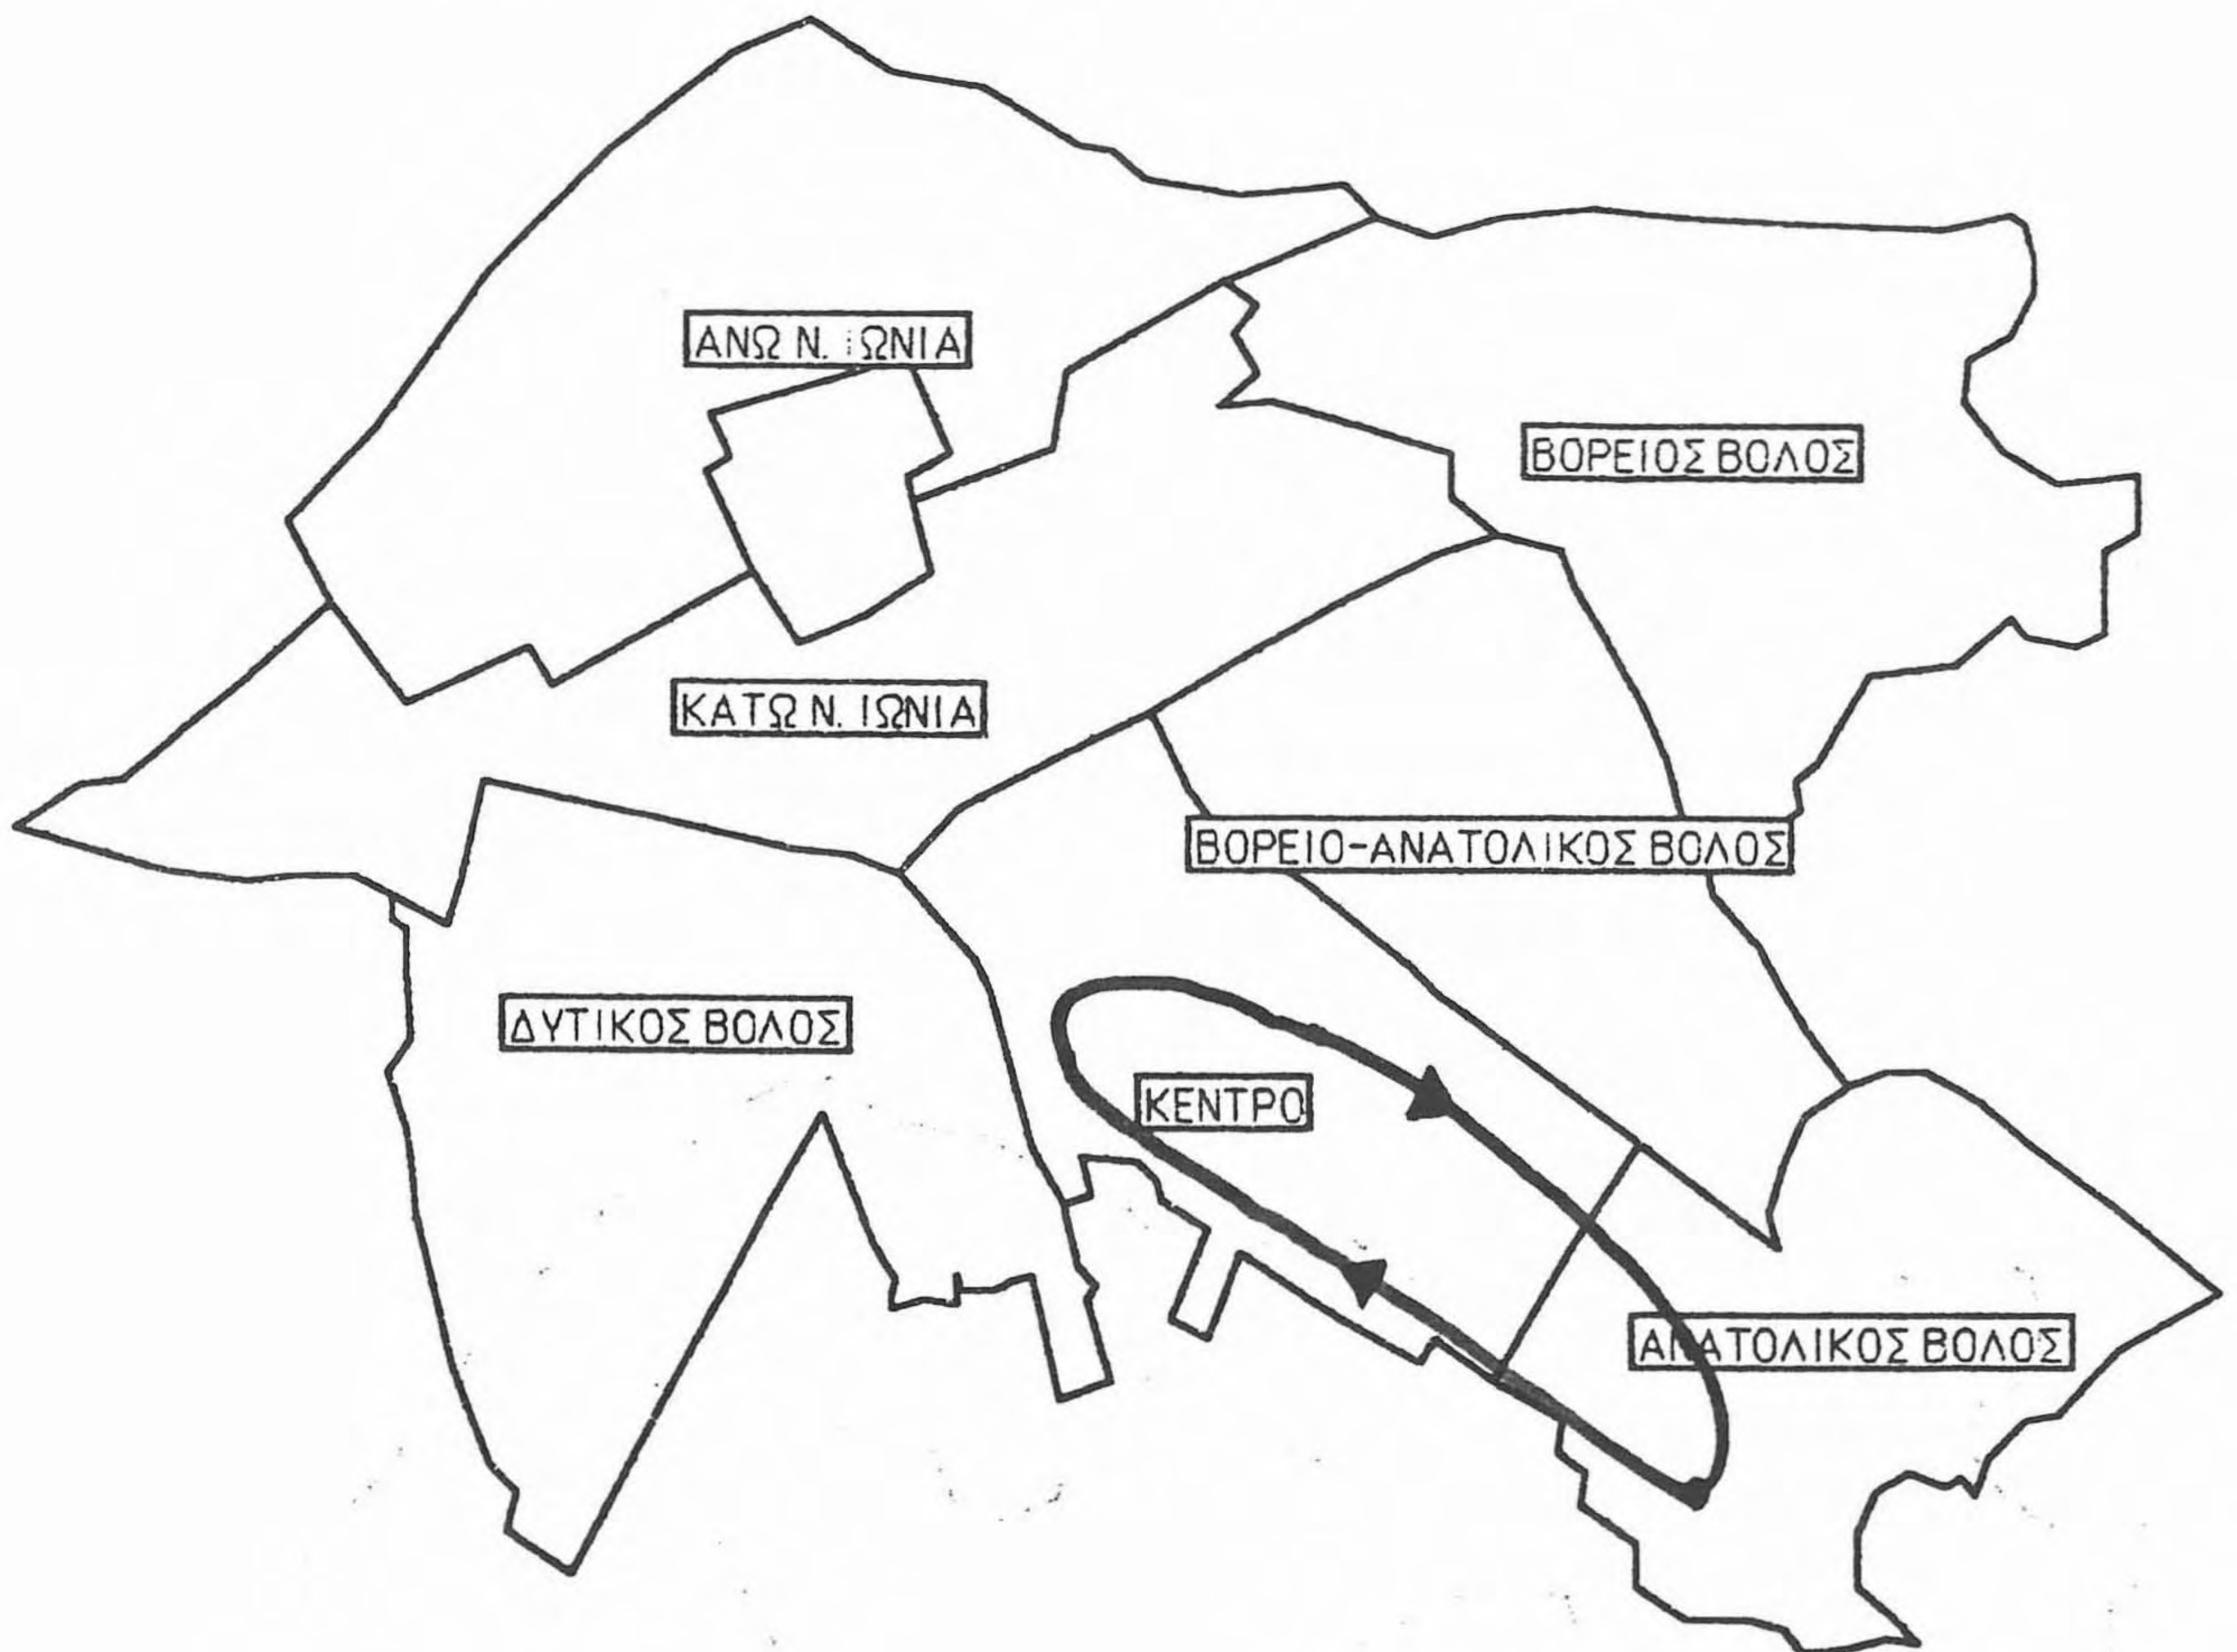 ΑΝΩ Ν. ΙΩΝΙΑ
ΒΟΡΕΙΟΣ ΒΟΛΟΣ
ΚΑΤΩ Ν. ΙΩΝΙΑ
ΒΟΡΕΙΟ-ΑΝΑΤΟΛΙΚΟΣ ΒΟΛΟΣ
ΔΥΤΙΚΟΣ ΒΟΛΟΣ
ΚΕΝΤΡΟ
ΑΝΑΤΟΛΙΚΟΣ ΒΟΛΟΣ